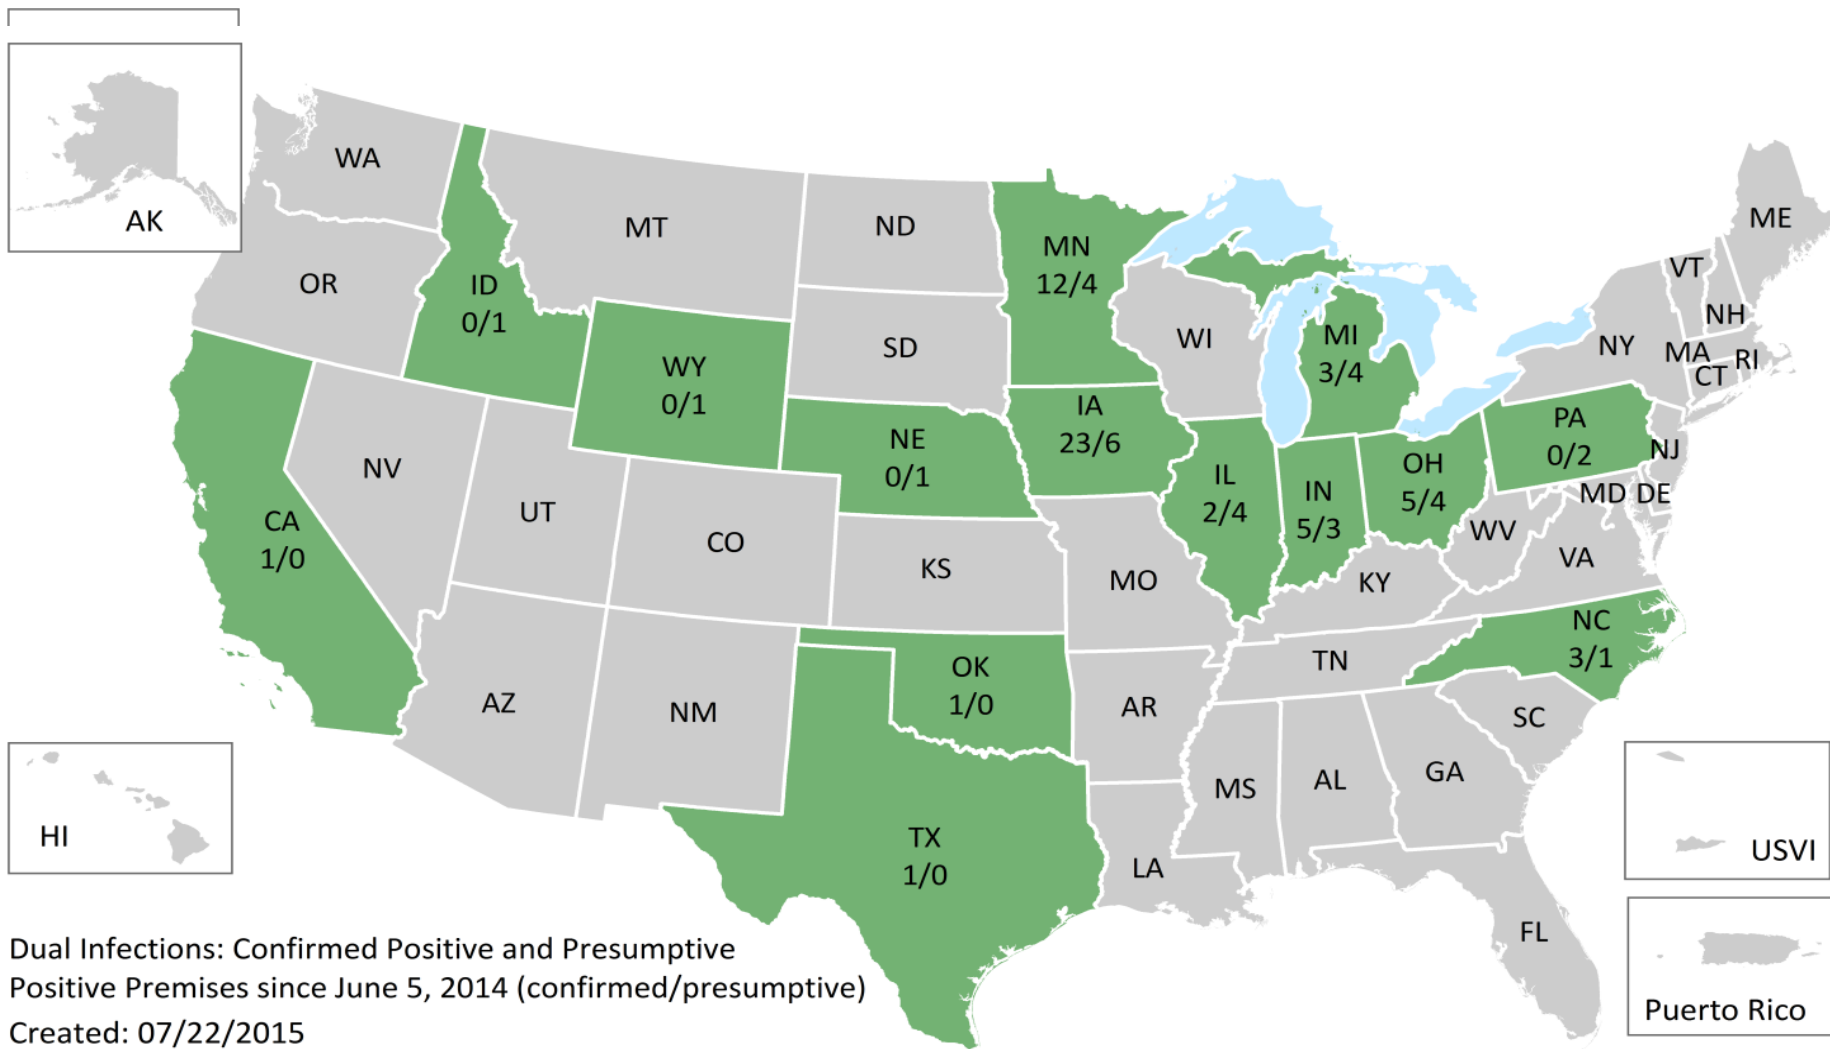 WA
MT
ND
MN
12/4
ME
AK
OR
ID
0/1
VT
NH
SD
WI
MI
3/4
NY
MA
RI
CT
WY
0/1
IA
23/6
PA
0/2
NE
0/1
NJ
NV
IL
2/4
IN
5/3
OH
5/4
MD
DE
UT
CA
1/0
CO
KS
MO
WV
VA
KY
NC
3/1
TN
OK
1/0
AZ
NM
AR
SC
MS
AL
GA
HI
TX
1/0
LA
USVI
FL
Puerto Rico
Dual Infections: Confirmed Positive and Presumptive
Positive Premises since June 5, 2014 (confirmed/presumptive)
Created: 07/22/2015